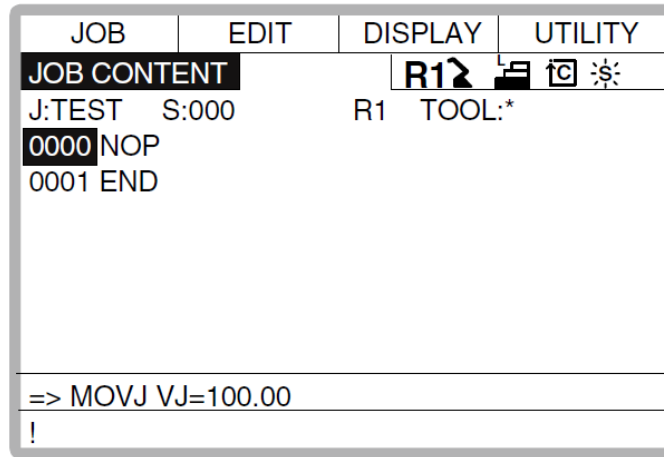 JOB EDIT DISPLAY UTILITY
JOB CONTENT R1 L C S
J:TEST S:000 R1 TOOL:*
0000 NOP
0001 END
=> MOVJ VJ=100.00
!